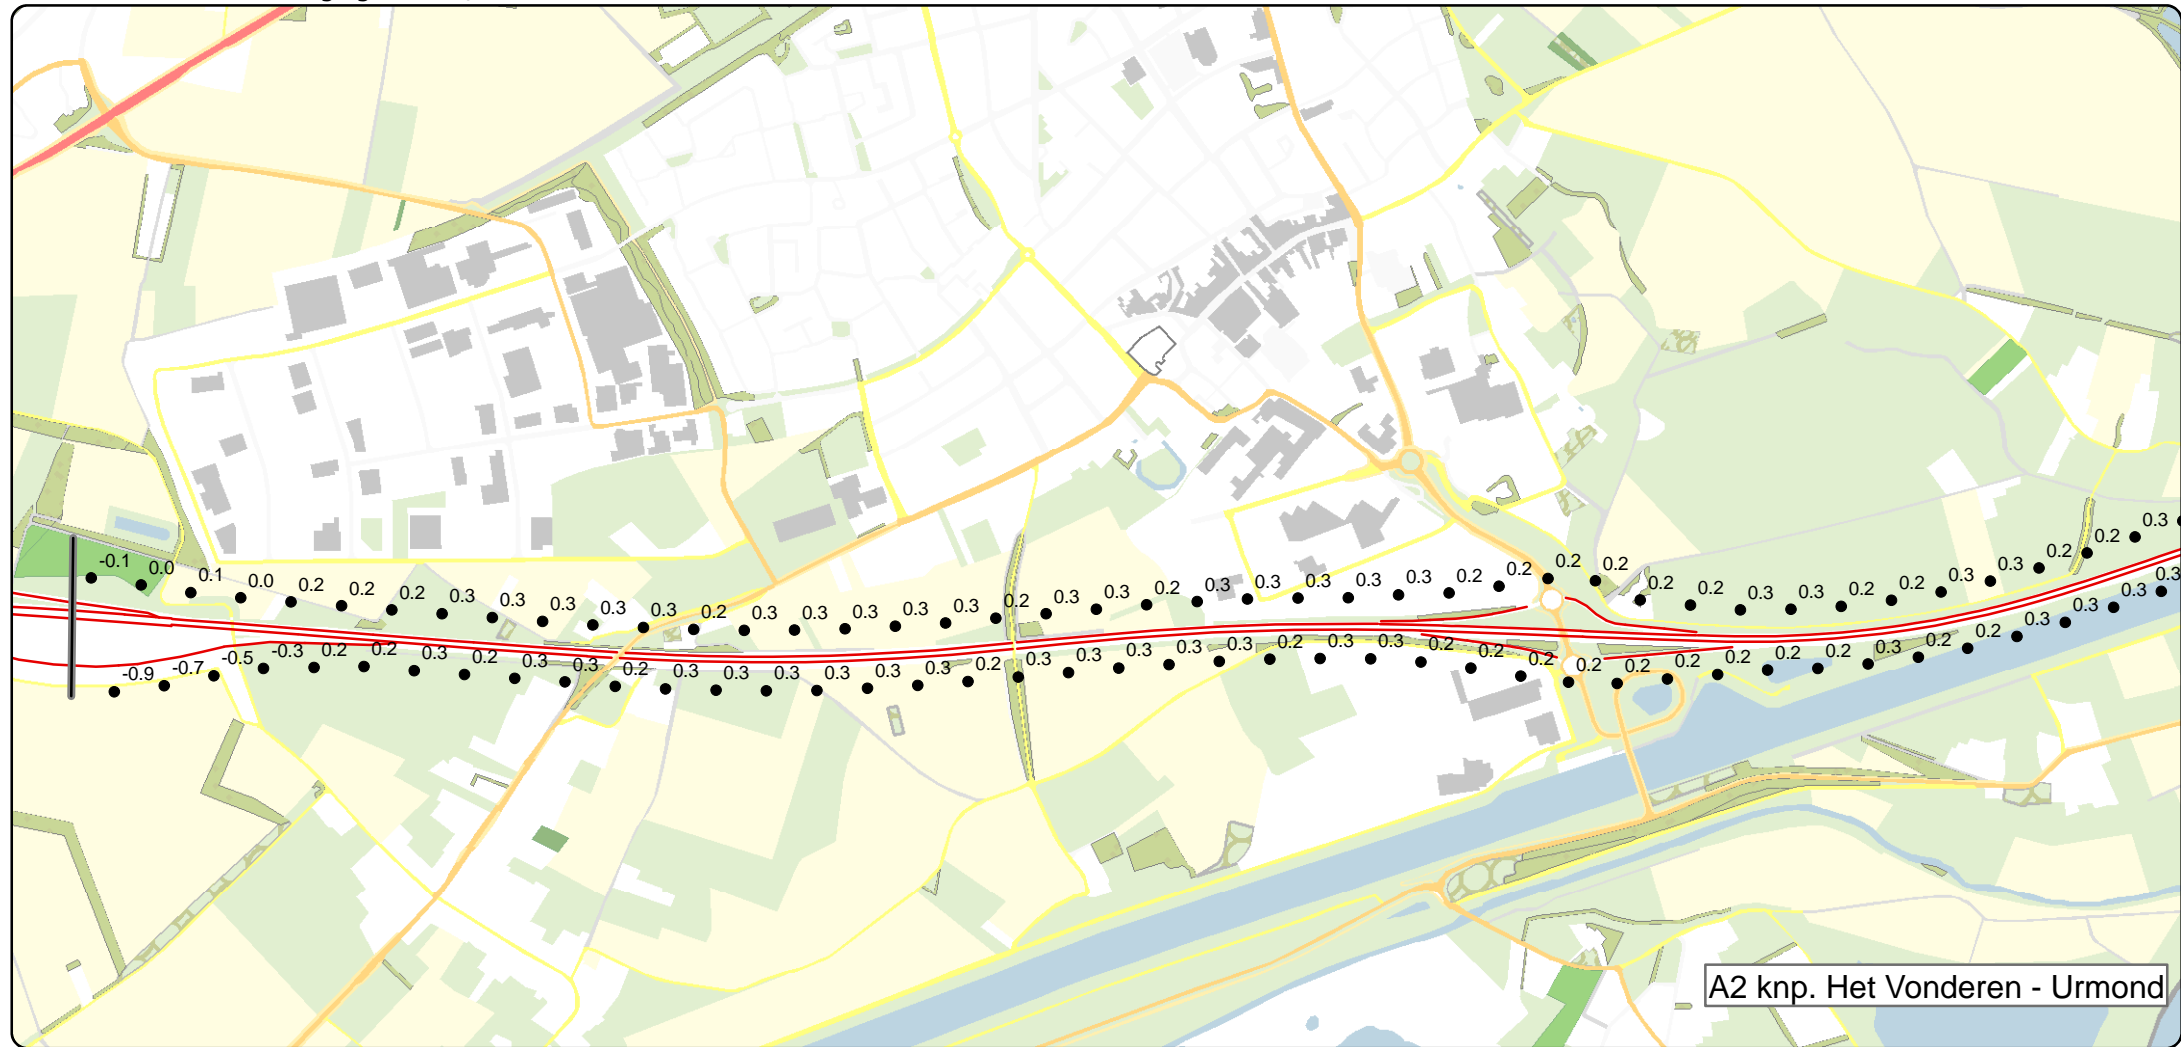 -0.1 0.0 0.1 0.0 0.2 0.2 0.2 0.3 0.3 0.3 0.3 0.3 0.2 0.3 0.3 0.3 0.3 0.3 0.2 0.3 0.3 0.2 0.3 0.3 0.3 0.3 0.3 0.2 0.2 0.2 0.2 0.2 0.2 0.3 0.3 0.2 0.2 0.3 0.3 0.2 0.2 0.3
-0.9 -0.7 -0.5 -0.3 0.2 0.2 0.3 0.2 0.3 0.3 0.2 0.3 0.3 0.3 0.3 0.3 0.3 0.2 0.3 0.3 0.3 0.3 0.3 0.2 0.3 0.3 0.2 0.2 0.2 0.2 0.2 0.2 0.2 0.2 0.2 0.3 0.2 0.2 0.3 0.3 0.3 0.3
A2 knp. Het Vonderen - Urmond